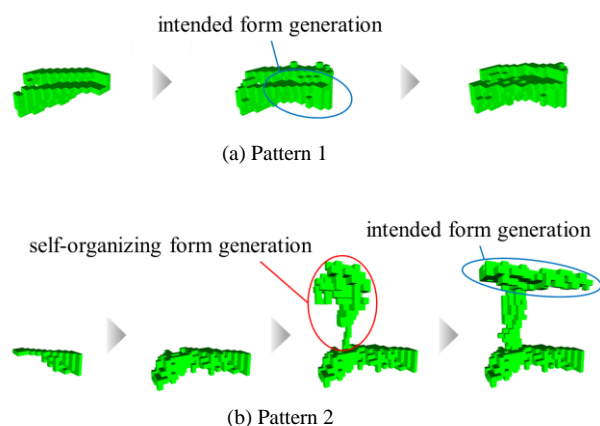 intended form generation
(a) Pattern 1
intended form generation
self-organizing form generation
(b) Pattern 2